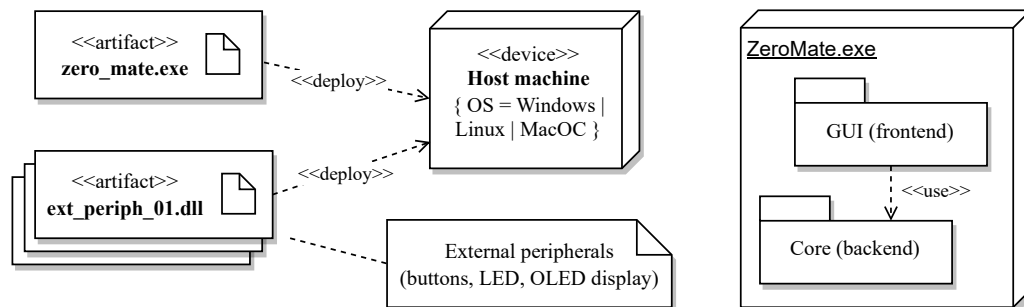 <<artifact>>
zero_mate.exe
<<deploy>>
<<device>>
Host machine
{ OS = Windows |
Linux | MacOC }
<<artifact>>
ext_periph_01.dll
<<deploy>>
External peripherals
(buttons, LED, OLED display)
ZeroMate.exe
GUI (frontend)
<<use>>
Core (backend)